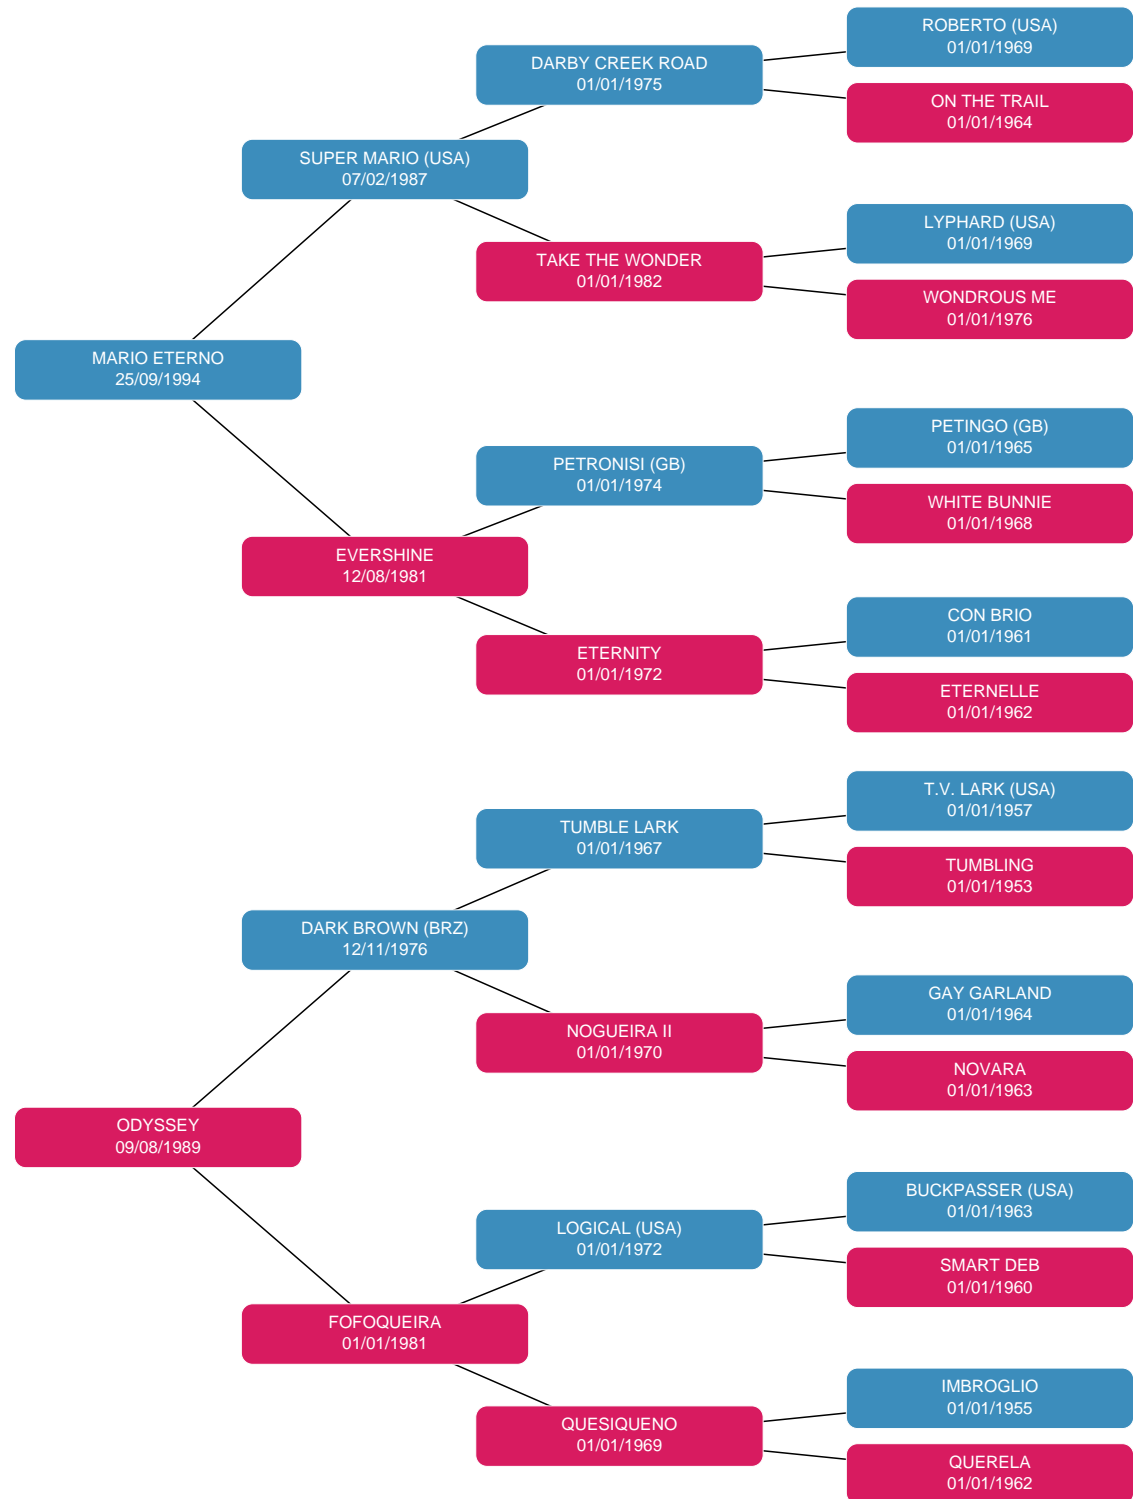 ROBERTO (USA)
01/01/1969
DARBY CREEK ROAD
01/01/1975
ON THE TRAIL
01/01/1964
SUPER MARIO (USA)
07/02/1987
LYPHARD (USA)
01/01/1969
TAKE THE WONDER
01/01/1982
WONDROUS ME
01/01/1976
MARIO ETERNO
25/09/1994
PETINGO (GB)
01/01/1965
PETRONISI (GB)
01/01/1974
WHITE BUNNIE
01/01/1968
EVERSHINE
12/08/1981
CON BRIO
01/01/1961
ETERNITY
01/01/1972
ETERNELLE
01/01/1962
T.V. LARK (USA)
01/01/1957
TUMBLE LARK
01/01/1967
TUMBLING
01/01/1953
DARK BROWN (BRZ)
12/11/1976
GAY GARLAND
01/01/1964
NOGUEIRA II
01/01/1970
NOVARA
01/01/1963
ODYSSEY
09/08/1989
BUCKPASSER (USA)
01/01/1963
LOGICAL (USA)
01/01/1972
SMART DEB
01/01/1960
FOFOQUEIRA
01/01/1981
IMBROGLIO
01/01/1955
QUESIQUENO
01/01/1969
QUERELA
01/01/1962